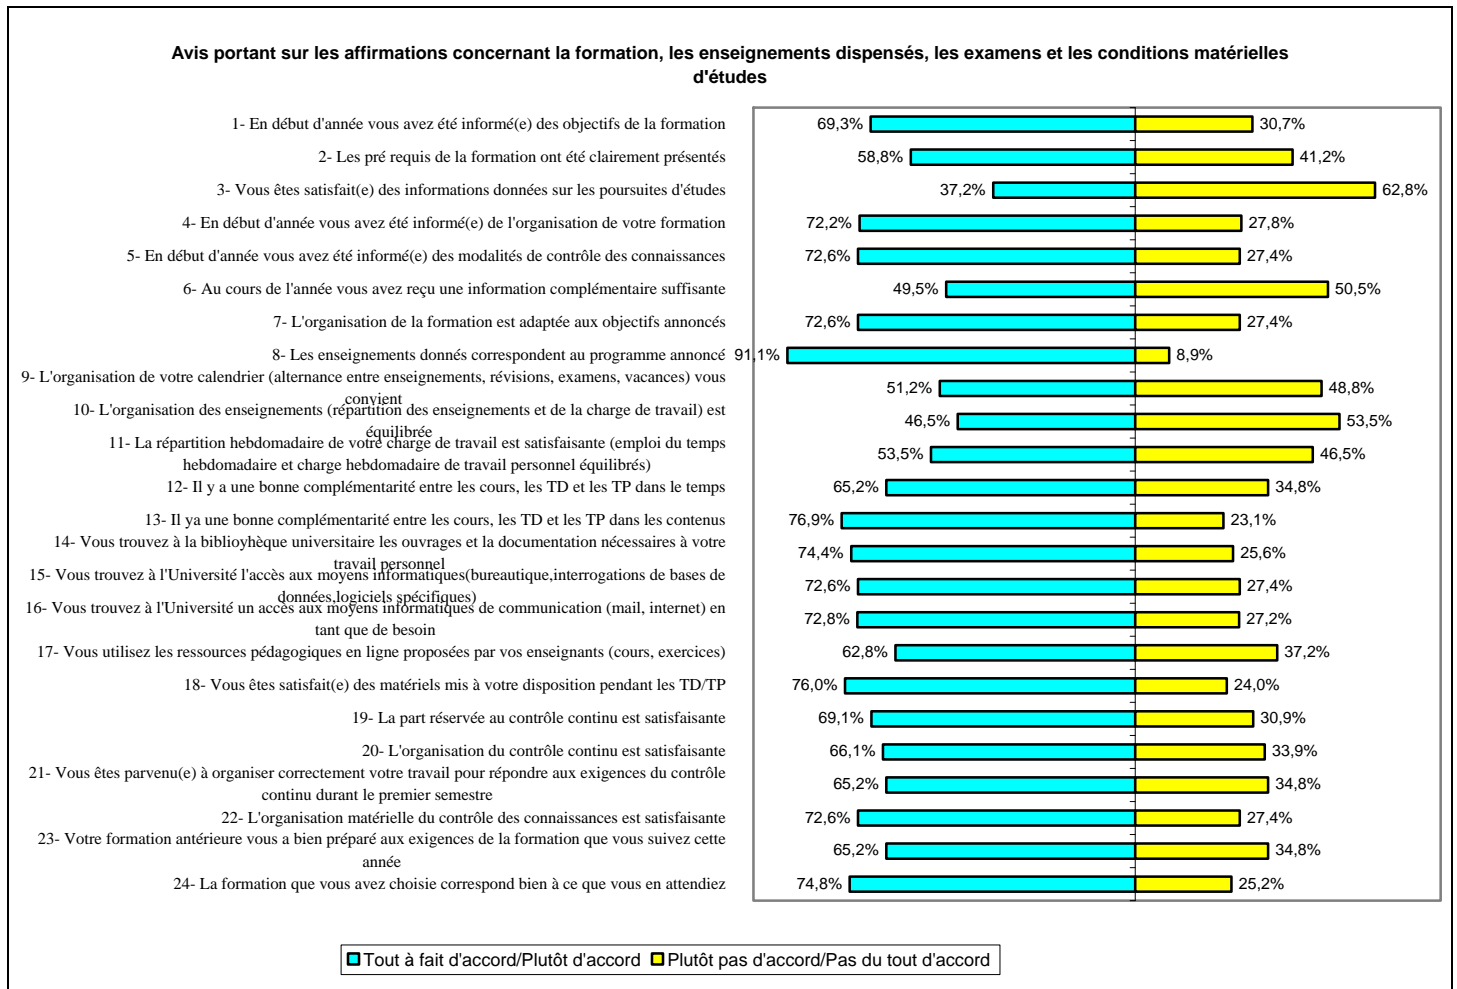 Avis portant sur les affirmations concernant la formation, les enseignements dispensés, les examens et les conditions matérielles
d'études
1- En début d'année vous avez été informé(e) des objectifs de la formation 69,3% 30,7%
2- Les pré requis de la formation ont été clairement présentés 58,8% 41,2%
3- Vous êtes satisfait(e) des informations données sur les poursuites d'études 37,2% 62,8%
4- En début d'année vous avez été informé(e) de l'organisation de votre formation 72,2% 27,8%
5- En début d'année vous avez été informé(e) des modalités de contrôle des connaissances 72,6% 27,4%
6- Au cours de l'année vous avez reçu une information complémentaire suffisante 49,5% 50,5%
7- L'organisation de la formation est adaptée aux objectifs annoncés 72,6% 27,4%
8- Les enseignements donnés correspondent au programme annoncé 91,1% 8,9%
9- L'organisation de votre calendrier (alternance entre enseignements, révisions, examens, vacances) vous
convient 51,2% 48,8%
10- L'organisation des enseignements (répartition des enseignements et de la charge de travail) est
équilibrée 46,5% 53,5%
11- La répartition hebdomadaire de votre charge de travail est satisfaisante (emploi du temps
hebdomadaire et charge hebdomadaire de travail personnel équilibrés) 53,5% 46,5%
12- Il y a une bonne complémentarité entre les cours, les TD et les TP dans le temps 65,2% 34,8%
13- Il ya une bonne complémentarité entre les cours, les TD et les TP dans les contenus 76,9% 23,1%
14- Vous trouvez à la biblioyhèque universitaire les ouvrages et la documentation nécessaires à votre
travail personnel 74,4% 25,6%
15- Vous trouvez à l'Université l'accès aux moyens informatiques(bureautique,interrogations de bases de
données,logiciels spécifiques) 72,6% 27,4%
16- Vous trouvez à l'Université un accès aux moyens informatiques de communication (mail, internet) en
tant que de besoin 72,8% 27,2%
17- Vous utilisez les ressources pédagogiques en ligne proposées par vos enseignants (cours, exercices) 62,8% 37,2%
18- Vous êtes satisfait(e) des matériels mis à votre disposition pendant les TD/TP 76,0% 24,0%
19- La part réservée au contrôle continu est satisfaisante 69,1% 30,9%
20- L'organisation du contrôle continu est satisfaisante 66,1% 33,9%
21- Vous êtes parvenu(e) à organiser correctement votre travail pour répondre aux exigences du contrôle
continu durant le premier semestre 65,2% 34,8%
22- L'organisation matérielle du contrôle des connaissances est satisfaisante 72,6% 27,4%
23- Votre formation antérieure vous a bien préparé aux exigences de la formation que vous suivez cette
année 65,2% 34,8%
24- La formation que vous avez choisie correspond bien à ce que vous en attendiez 74,8% 25,2%
Tout à fait d'accord/Plutôt d'accord Plutôt pas d'accord/Pas du tout d'accord